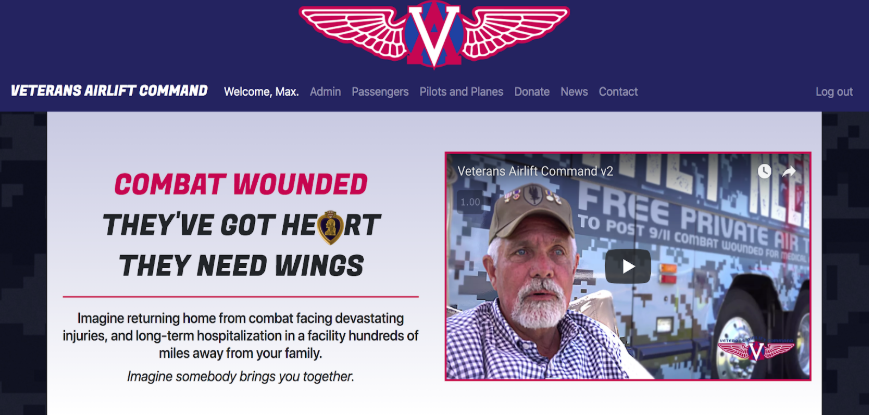 VETERANS AIRLIFT COMMAND Welcome, Max. Admin Passengers Pilots and Planes Donate News Contact Log out
COMBAT WOUNDED
THEY'VE GOT HE RT
THEY NEED WINGS
Imagine returning home from combat facing devastating
injuries, and long-term hospitalization in a facility hundreds of
miles away from your family.
Imagine somebody brings you together.
Veterans Airlift Command v2
1.00
FREE PRIVATE AIR
TO POST 9/11 COMBAT WOUNDED FOR MEDICAL